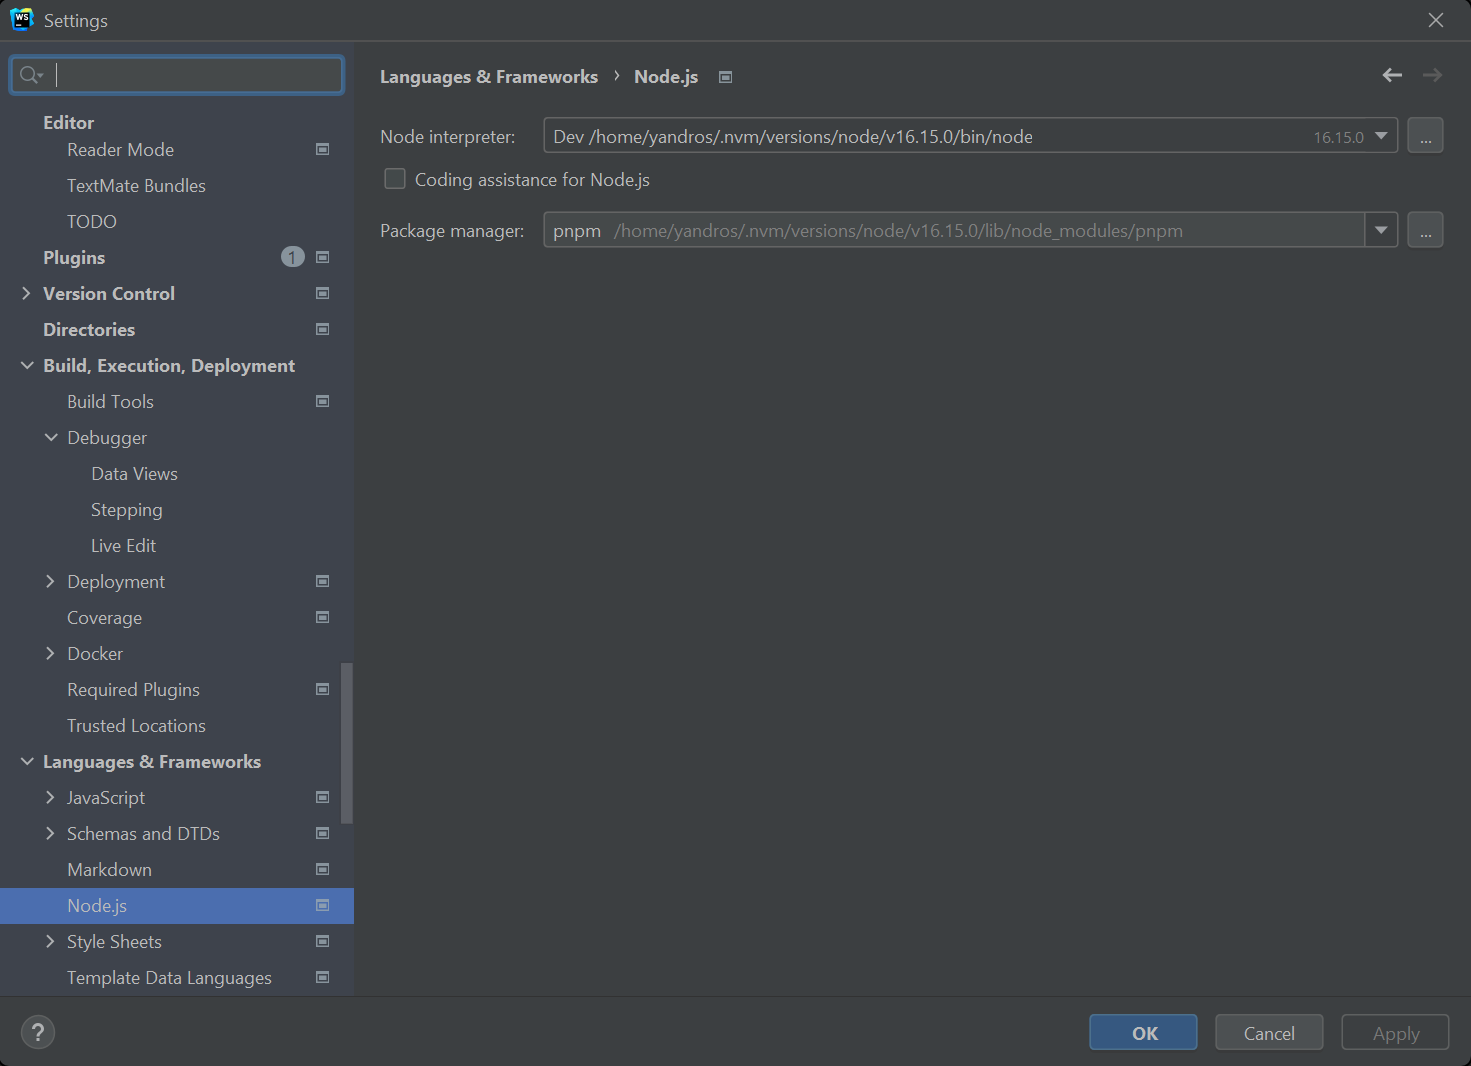 WS
Settings
Editor
Reader Mode
TextMate Bundles
TODO
Plugins 1
Version Control
Directories
Build, Execution, Deployment
Build Tools
Debugger
Data Views
Stepping
Live Edit
Deployment
Coverage
Docker
Required Plugins
Trusted Locations
Languages & Frameworks
JavaScript
Schemas and DTDs
Markdown
Node.js
Style Sheets
Template Data Languages
Languages & Frameworks › Node.js
Node interpreter: Dev /home/yandros/.nvm/versions/node/v16.15.0/bin/node 16.15.0 ...
Coding assistance for Node.js
Package manager: pnpm /home/yandros/.nvm/versions/node/v16.15.0/lib/node_modules/pnpm ...
? OK Cancel Apply